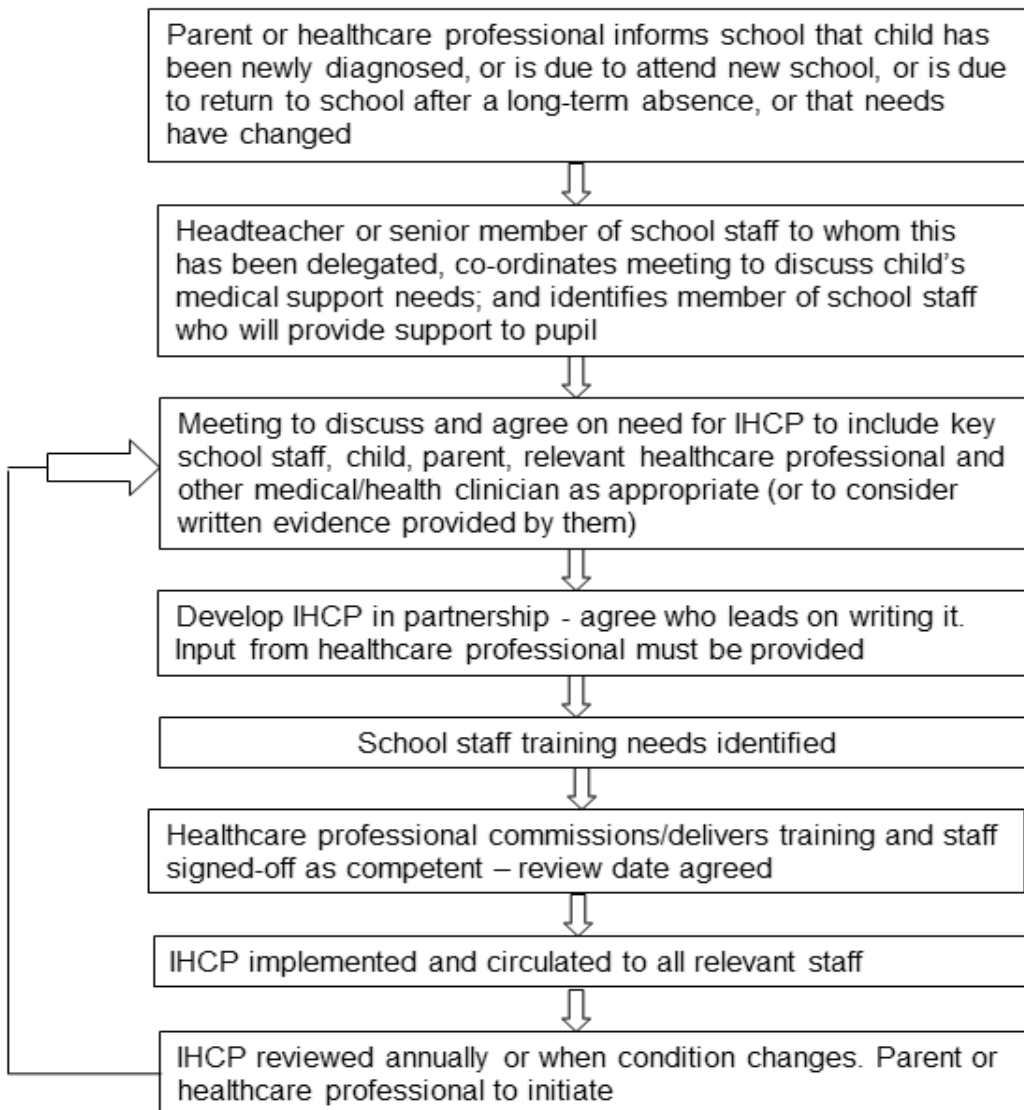 Parent or healthcare professional informs school that child has
been newly diagnosed, or is due to attend new school, or is due
to return to school after a long-term absence, or that needs
have changed
Headteacher or senior member of school staff to whom this
has been delegated, co-ordinates meeting to discuss child's
medical support needs; and identifies member of school staff
who will provide support to pupil
Meeting to discuss and agree on need for IHCP to include key
school staff, child, parent, relevant healthcare professional and
other medical/health clinician as appropriate (or to consider
written evidence provided by them)
Develop IHCP in partnership - agree who leads on writing it.
Input from healthcare professional must be provided
School staff training needs identified
Healthcare professional commissions/delivers training and staff
signed-off as competent – review date agreed
IHCP implemented and circulated to all relevant staff
IHCP reviewed annually or when condition changes. Parent or
healthcare professional to initiate